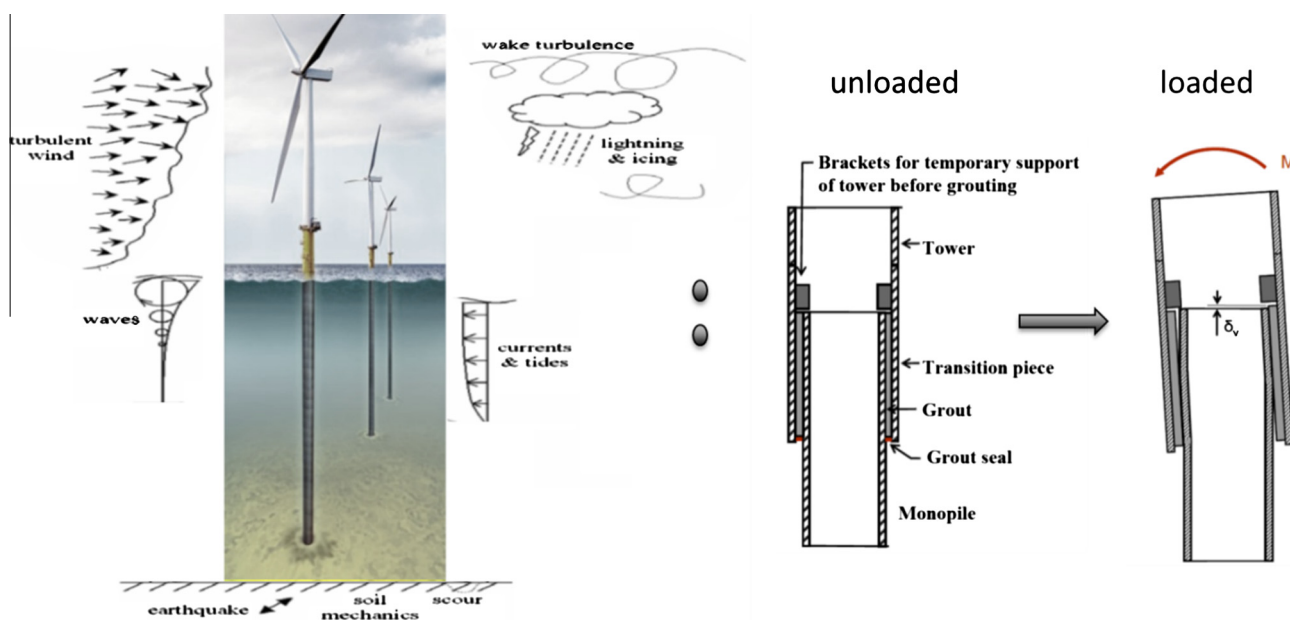 wake turbulence
turbulent
wind
lightning
& icing
waves
currents
& tides
earthquake
soil
mechanics
scour
unloaded
loaded
Brackets for temporary support
of tower before grouting
M
Tower
δv
Transition piece
Grout
Grout seal
Monopile